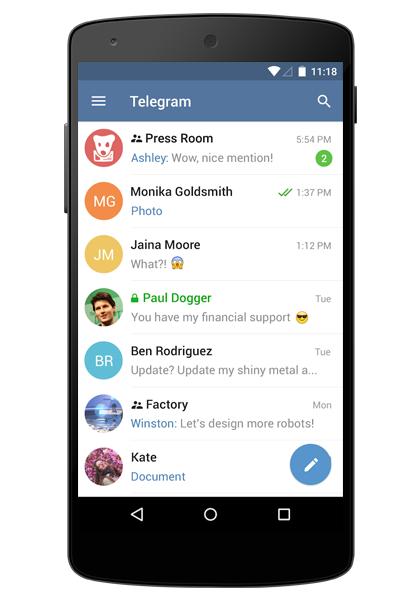 11:18
Telegram
Press Room 5:54 PM
Ashley: Wow, nice mention! 2
MG Monika Goldsmith 1:37 PM
Photo
JM Jaina Moore 1:12 PM
What?! 😱
Paul Dogger Tue
You have my financial support 😎
BR Ben Rodriguez Tue
Update? Update my shiny metal a...
Factory Mon
Winston: Let's design more robots!
Kate
Document